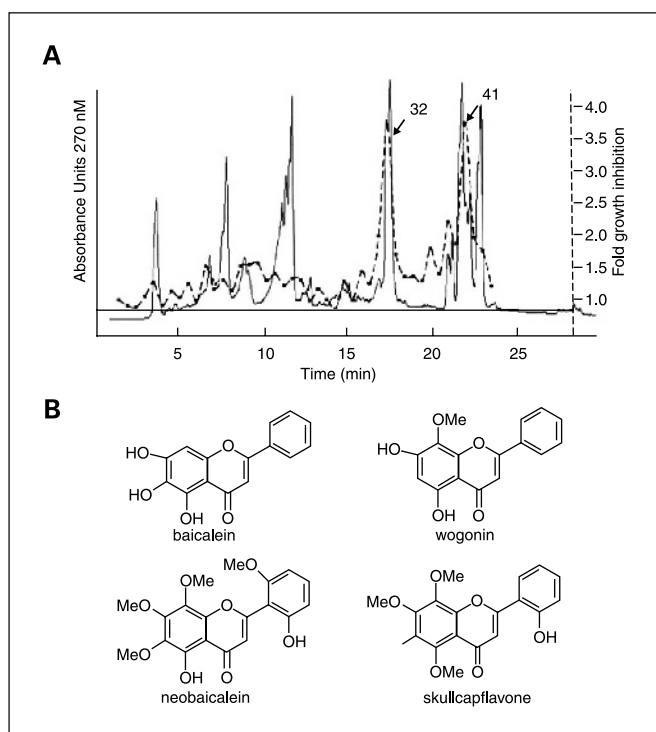 A
Absorbance Units 270 nM
32
41
4.0
3.5
3.0
2.5
2.0
1.5
1.0
Fold growth inhibition
5
10
15
20
25
Time (min)
B
HO
HO
OH
O
O
baicalein
OMe
HO
O
OH
O
wogonin
MeO
OMe
MeO
O
MeO
OH
O
OH
neobaicalein
OMe
MeO
O
OMe
O
OH
skullcapflavone